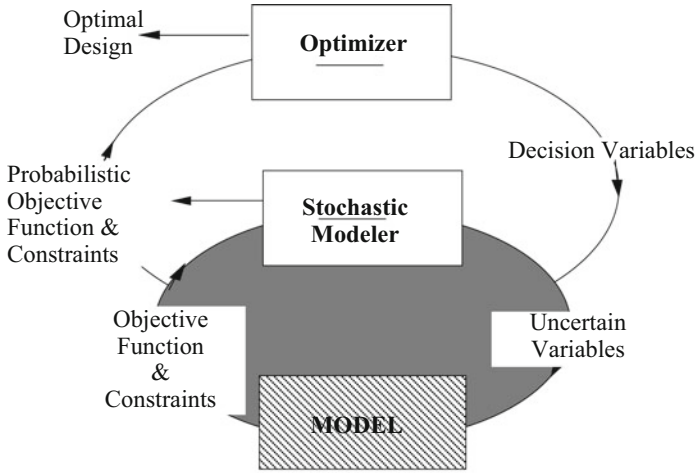 Optimal
Design
Optimizer
Decision Variables
Probabilistic
Objective
Function &
Constraints
Stochastic
Modeler
Objective
Function
&
Constraints
Uncertain
Variables
MODEL